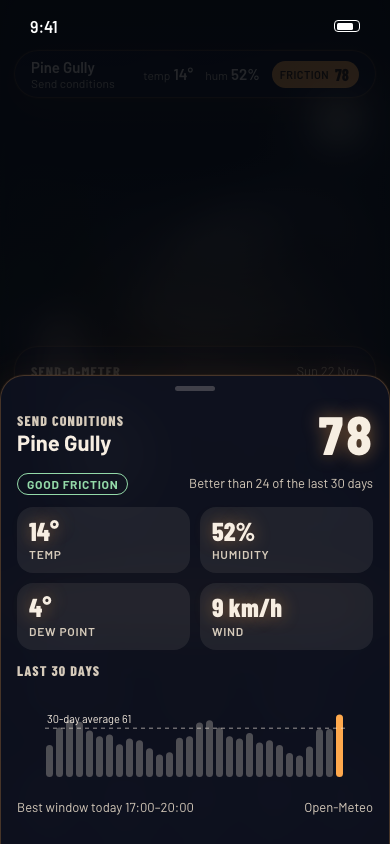 9:41
Pine Gully
Send conditions
temp 14° hum 52% FRICTION 78
SEND-O-METER Sun 22 Nov
SEND CONDITIONS
Pine Gully
78
GOOD FRICTION
Better than 24 of the last 30 days
14°
TEMP
52%
HUMIDITY
4°
DEW POINT
9 km/h
WIND
LAST 30 DAYS
30-day average 61
Best window today 17:00–20:00
Open-Meteo